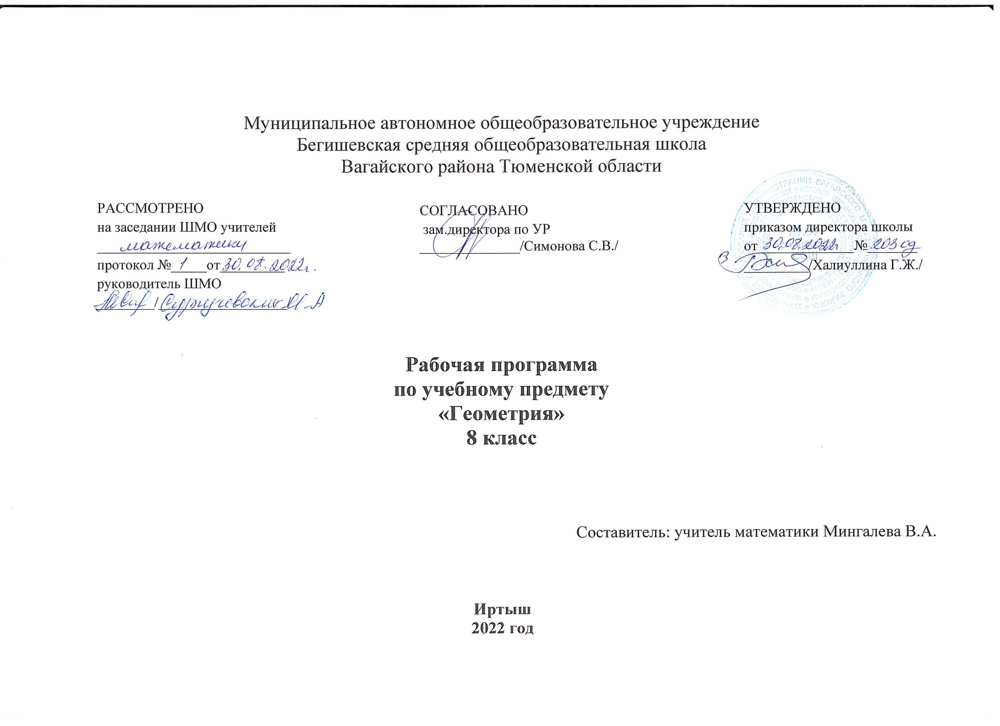 Муниципальное автономное общеобразовательное учреждение
Бегишевская средняя общеобразовательная школа
Вагайского района Тюменской области
РАССМОТРЕНО
на заседании ШМО учителей
математики
протокол № 1 от 30.08.2022г.
руководитель ШМО
/ Сургучевских И.А
СОГЛАСОВАНО
зам.директора по УР
/Симонова С.В./
УТВЕРЖДЕНО
приказом директора школы
от 30.08.2022г № 203 од
/Халиуллина Г.Ж./
Рабочая программа
по учебному предмету
«Геометрия»
8 класс
Составитель: учитель математики Мингалева В.А.
Иртыш
2022 год